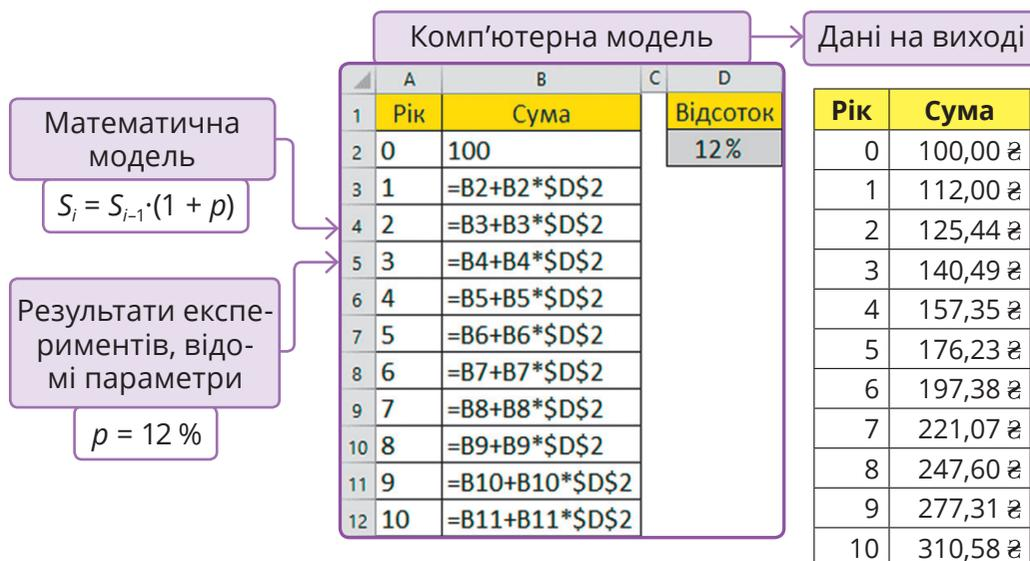 Комп'ютерна модель
Дані на виході
Математична
модель
Sᵢ = Sᵢ₋₁·(1 + p)
Результати експе-
риментів, відо-
мі параметри
p = 12 %
A B C D
1 Рік Сума Відсоток
2 0 100 12%
3 1 =B2+B2*$D$2
4 2 =B3+B3*$D$2
5 3 =B4+B4*$D$2
6 4 =B5+B5*$D$2
7 5 =B6+B6*$D$2
8 6 =B7+B7*$D$2
9 7 =B8+B8*$D$2
10 8 =B9+B9*$D$2
11 9 =B10+B10*$D$2
12 10 =B11+B11*$D$2
Рік Сума
0 100,00 ₴
1 112,00 ₴
2 125,44 ₴
3 140,49 ₴
4 157,35 ₴
5 176,23 ₴
6 197,38 ₴
7 221,07 ₴
8 247,60 ₴
9 277,31 ₴
10 310,58 ₴